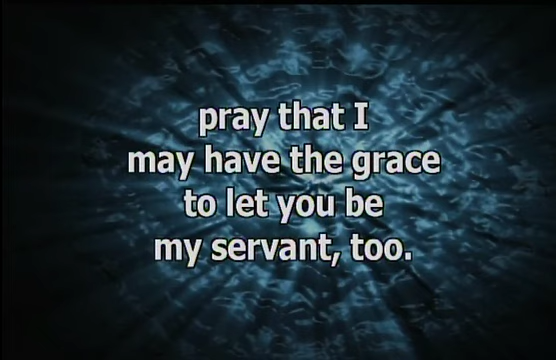 pray that I
may have the grace
to let you be
my servant, too.